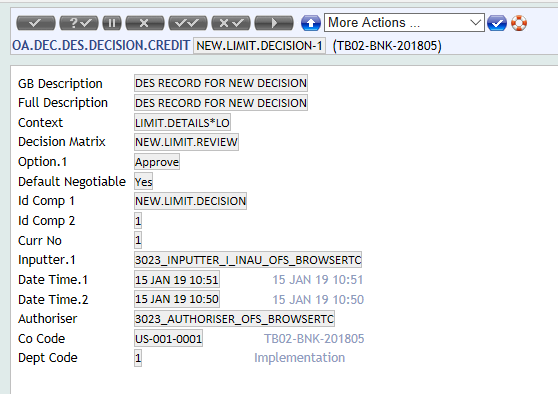 More Actions ...
OA.DEC.DES.DECISION.CREDIT NEW.LIMIT.DECISION-1 (TB02-BNK-201805)
GB Description DES RECORD FOR NEW DECISION
Full Description DES RECORD FOR NEW DECISION
Context LIMIT.DETAILS*LO
Decision Matrix NEW.LIMIT.REVIEW
Option.1 Approve
Default Negotiable Yes
Id Comp 1 NEW.LIMIT.DECISION
Id Comp 2 1
Curr No 1
Inputter.1 3023_INPUTTER_I_INAU_OFS_BROWSERTC
Date Time.1 15 JAN 19 10:51 15 JAN 19 10:51
Date Time.2 15 JAN 19 10:50 15 JAN 19 10:50
Authoriser 3023_AUTHORISER_OFS_BROWSERTC
Co Code US-001-0001 TB02-BNK-201805
Dept Code 1 Implementation